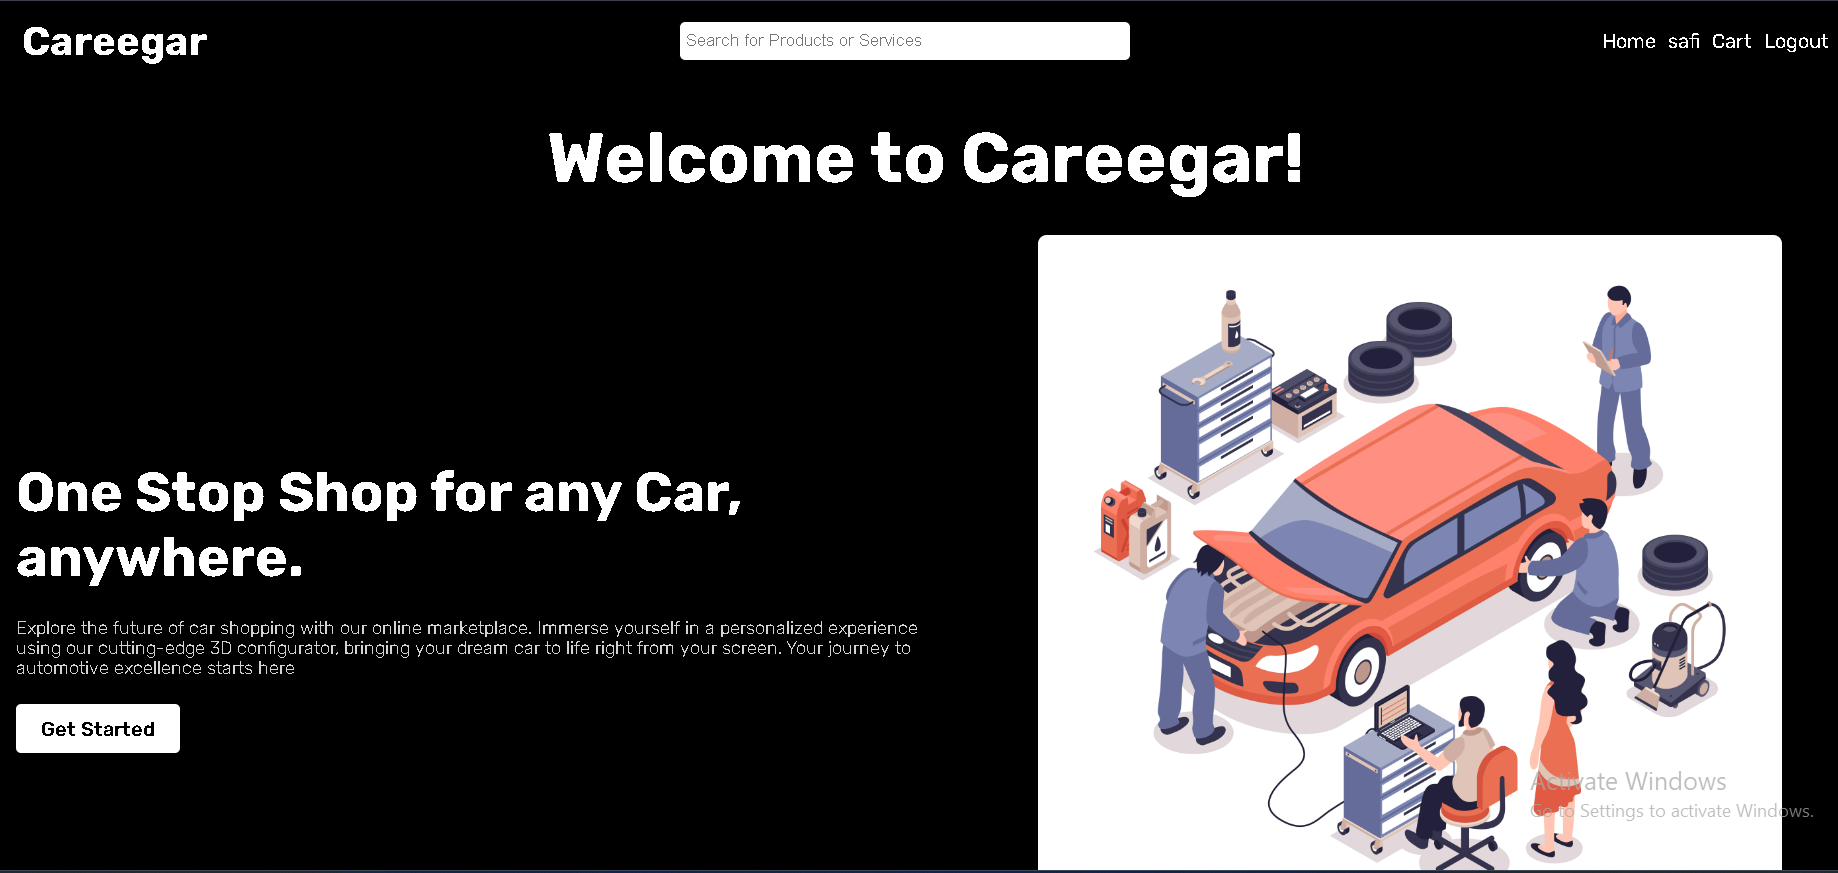 Careegar
Search for Products or Services
Home safi Cart Logout
Welcome to Careegar!
One Stop Shop for any Car,
anywhere.
Explore the future of car shopping with our online marketplace. Immerse yourself in a personalized experience
using our cutting-edge 3D configurator, bringing your dream car to life right from your screen. Your journey to
automotive excellence starts here
Get Started
Activate Windows
Go to Settings to activate Windows.